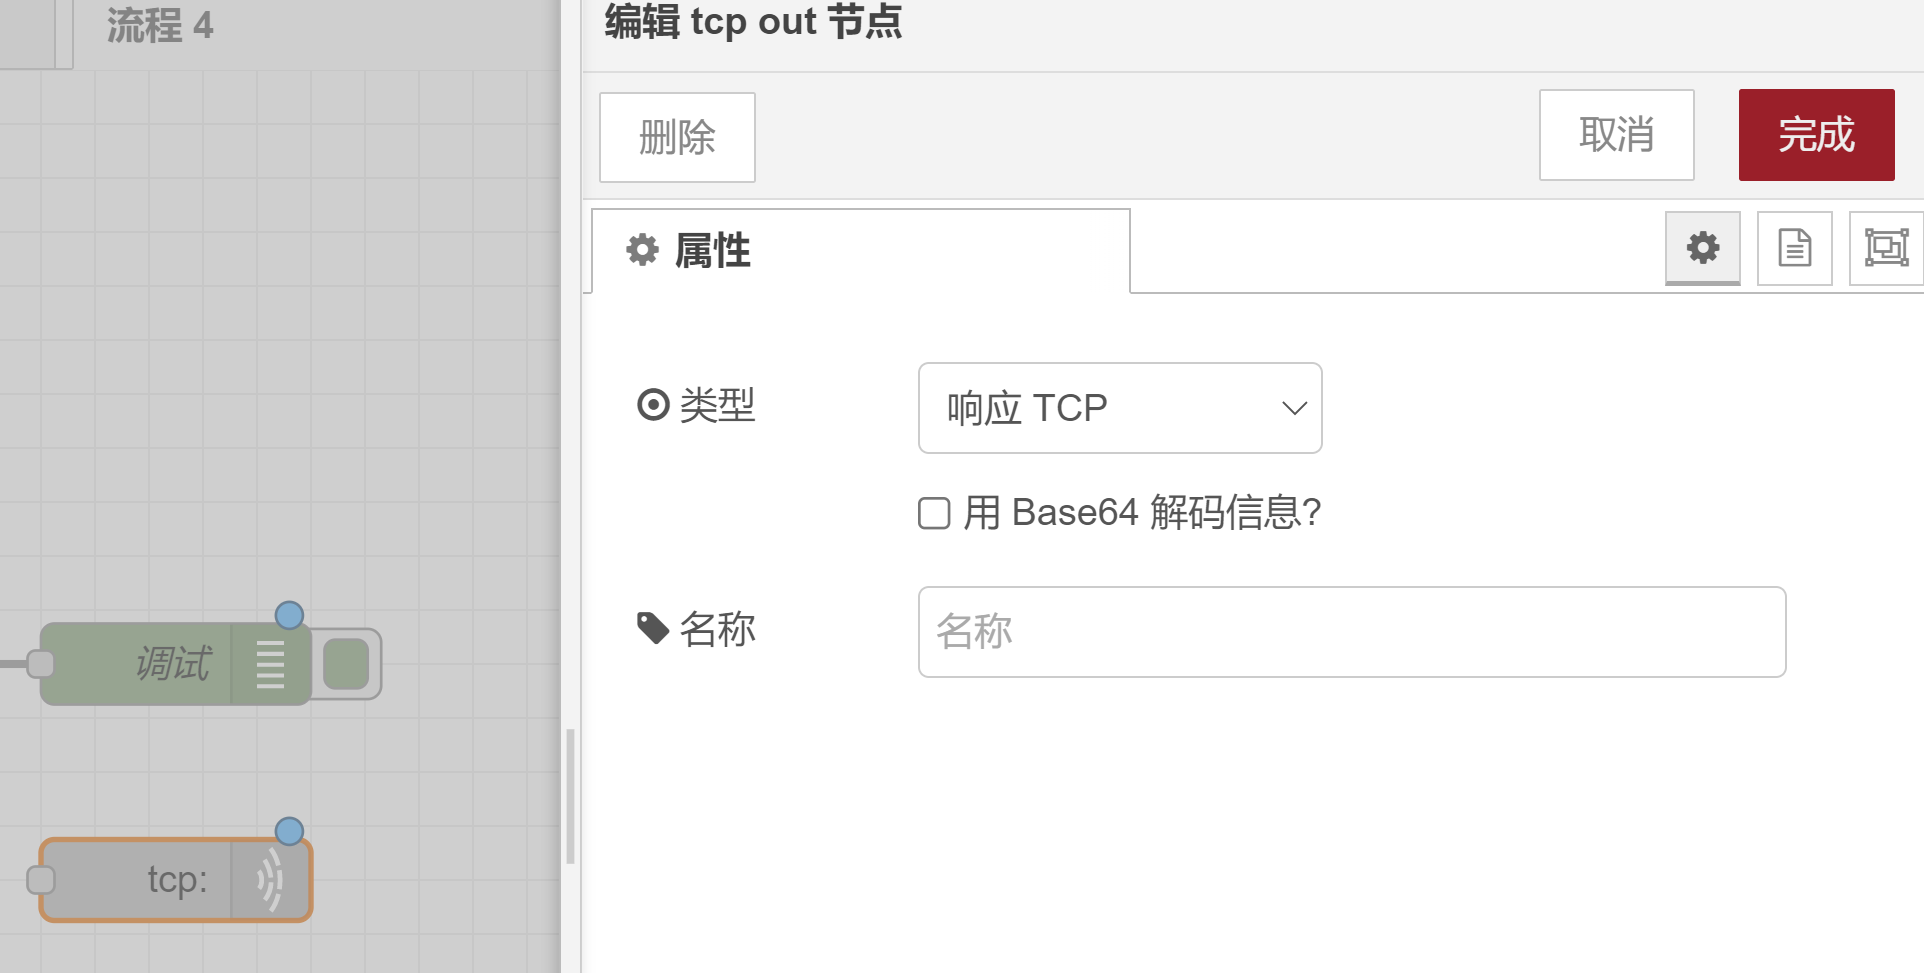 流程 4
编辑 tcp out 节点
删除
取消
完成
属性
类型
响应 TCP
用 Base64 解码信息?
名称
名称
调试
tcp: